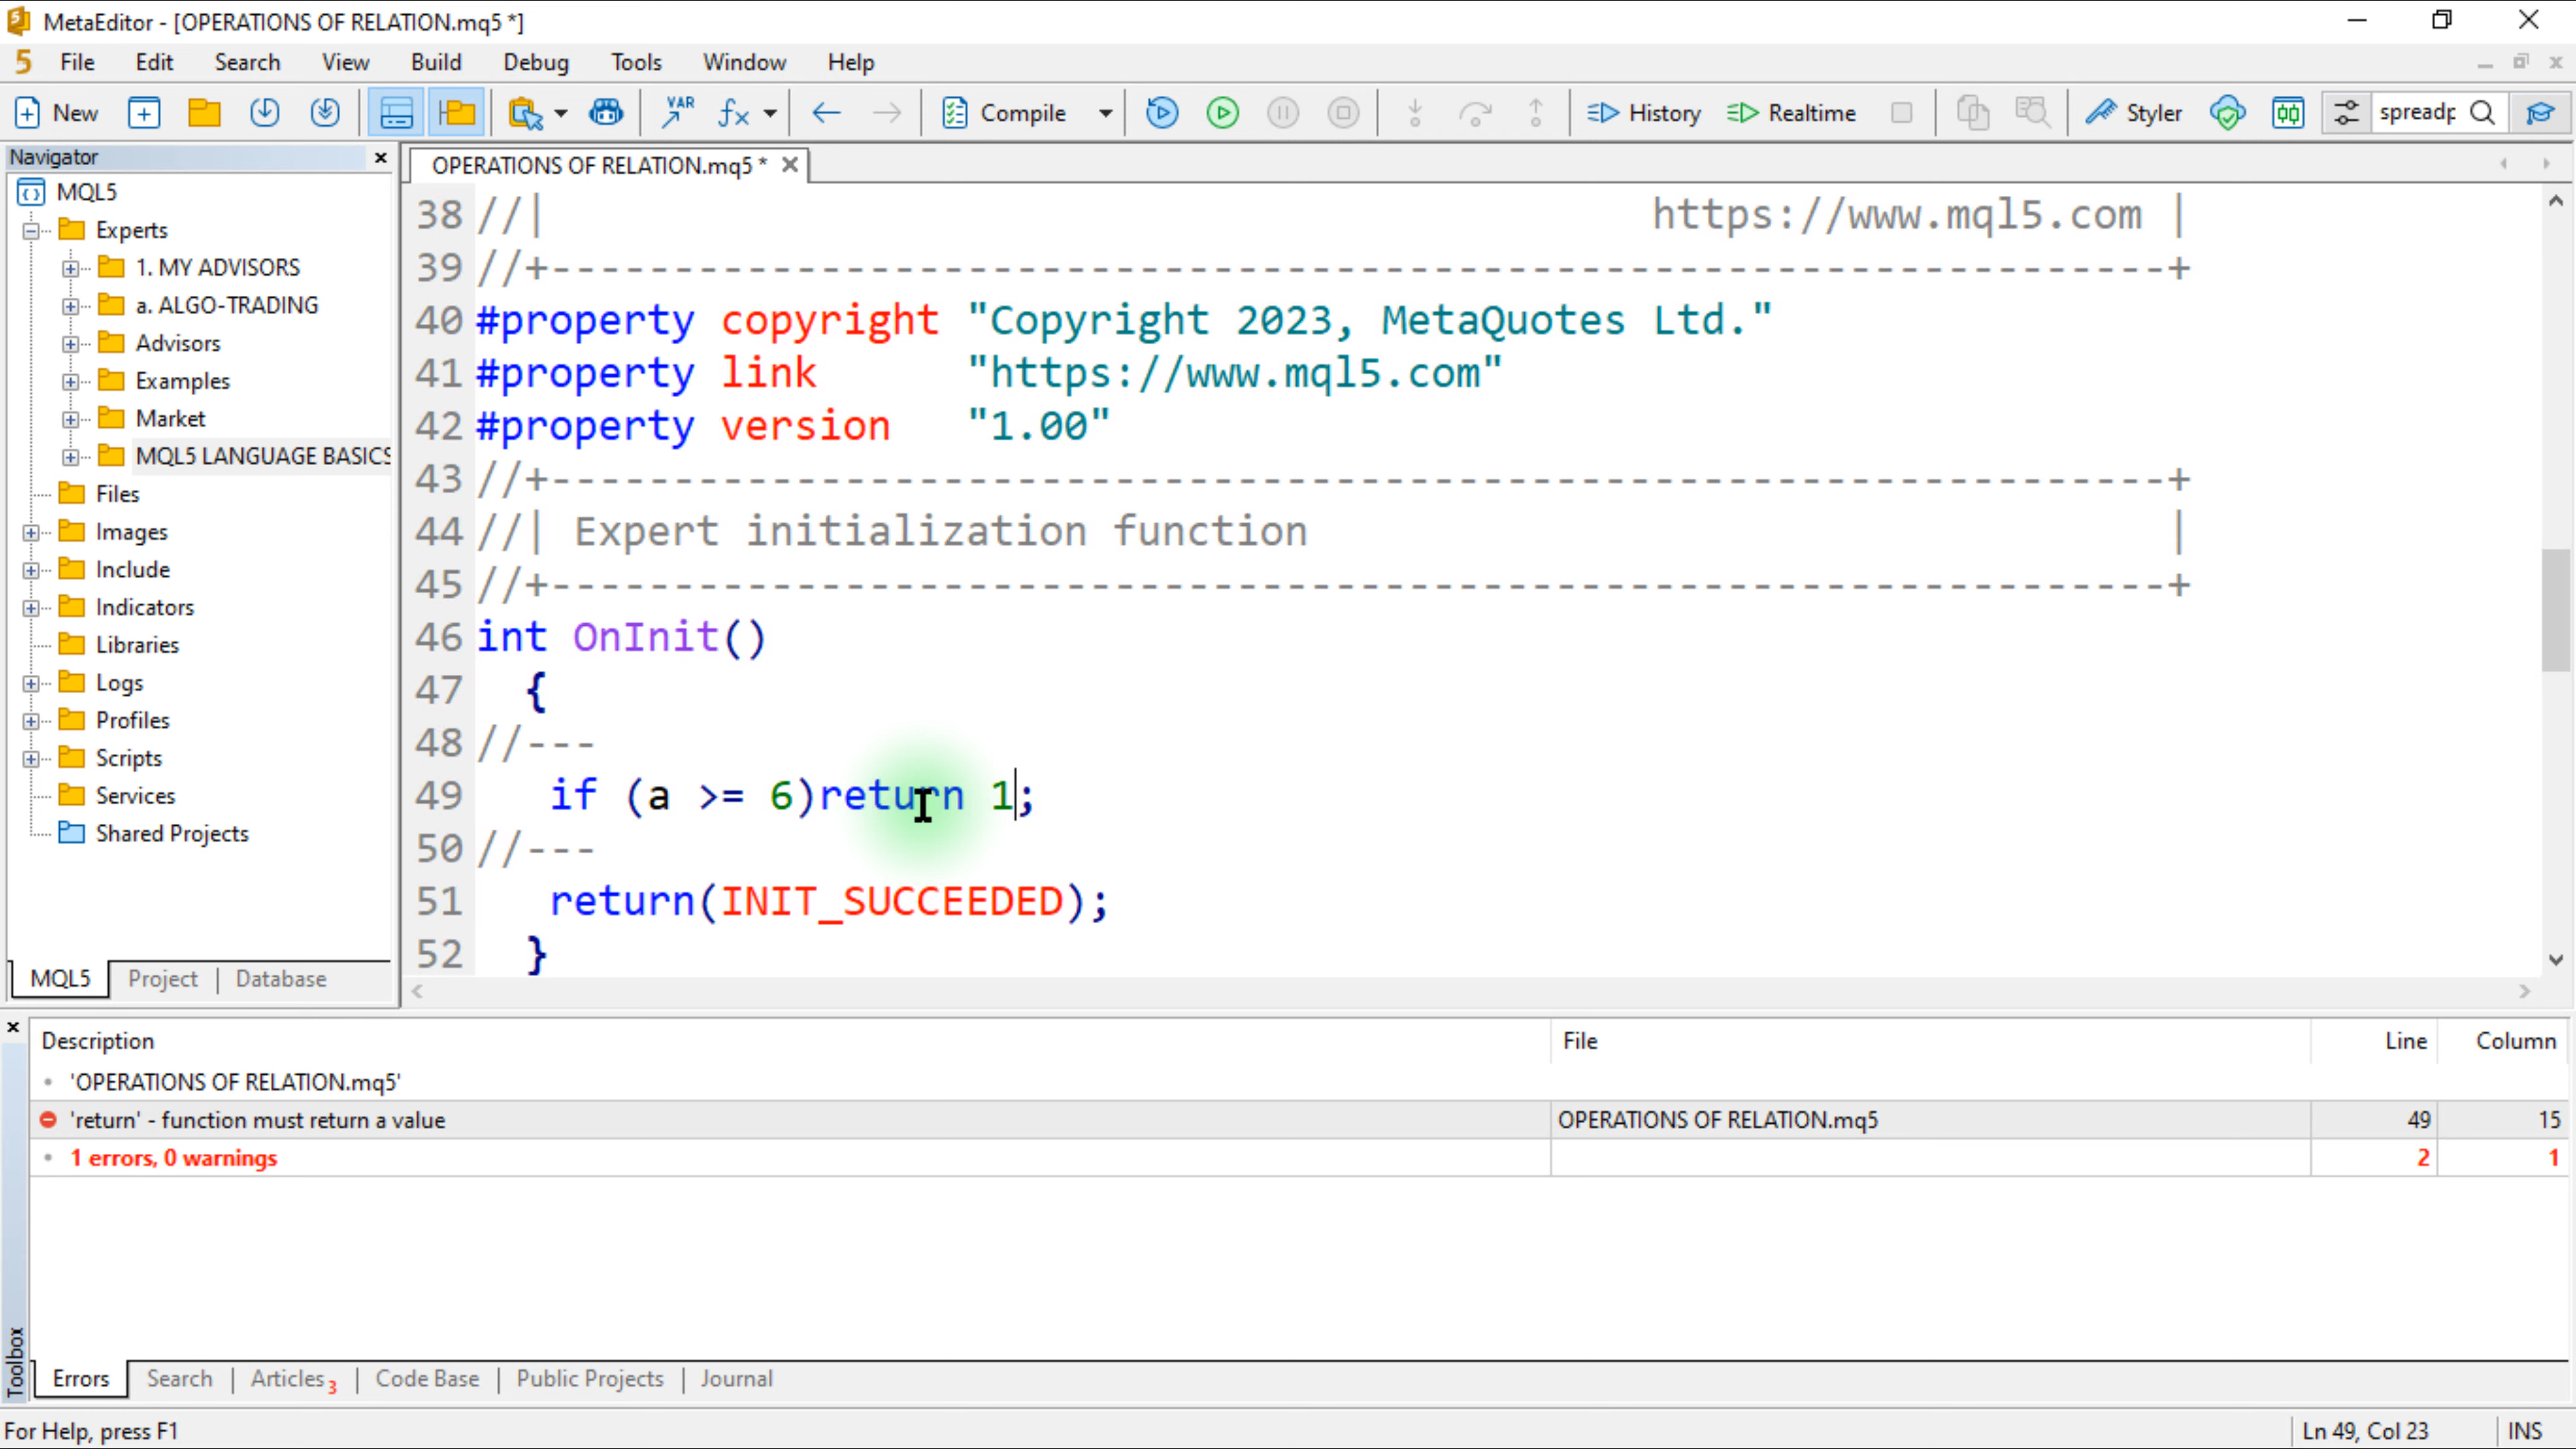 MetaEditor - [OPERATIONS OF RELATION.mq5 *]
5 File Edit Search View Build Debug Tools Window Help
New VAR fx Compile History Realtime Styler spreadp
Navigator
MQL5
Experts
1. MY ADVISORS
a. ALGO-TRADING
Advisors
Examples
Market
MQL5 LANGUAGE BASICS
Files
Images
Include
Indicators
Libraries
Logs
Profiles
Scripts
Services
Shared Projects
MQL5 | Project | Database
OPERATIONS OF RELATION.mq5 *
38 //| https://www.mql5.com |
39 //+------------------------------------------------------------------+
40 #property copyright "Copyright 2023, MetaQuotes Ltd."
41 #property link      "https://www.mql5.com"
42 #property version   "1.00"
43 //+------------------------------------------------------------------+
44 //| Expert initialization function |
45 //+------------------------------------------------------------------+
46 int OnInit()
47   {
48 //---
49    if (a >= 6)return 1;
50 //---
51    return(INIT_SUCCEEDED);
52   }
Description File Line Column
'OPERATIONS OF RELATION.mq5'
'return' - function must return a value OPERATIONS OF RELATION.mq5 49 15
1 errors, 0 warnings 2 1
Toolbox
Errors Search | Articles 3 | Code Base | Public Projects | Journal
For Help, press F1 Ln 49, Col 23 INS